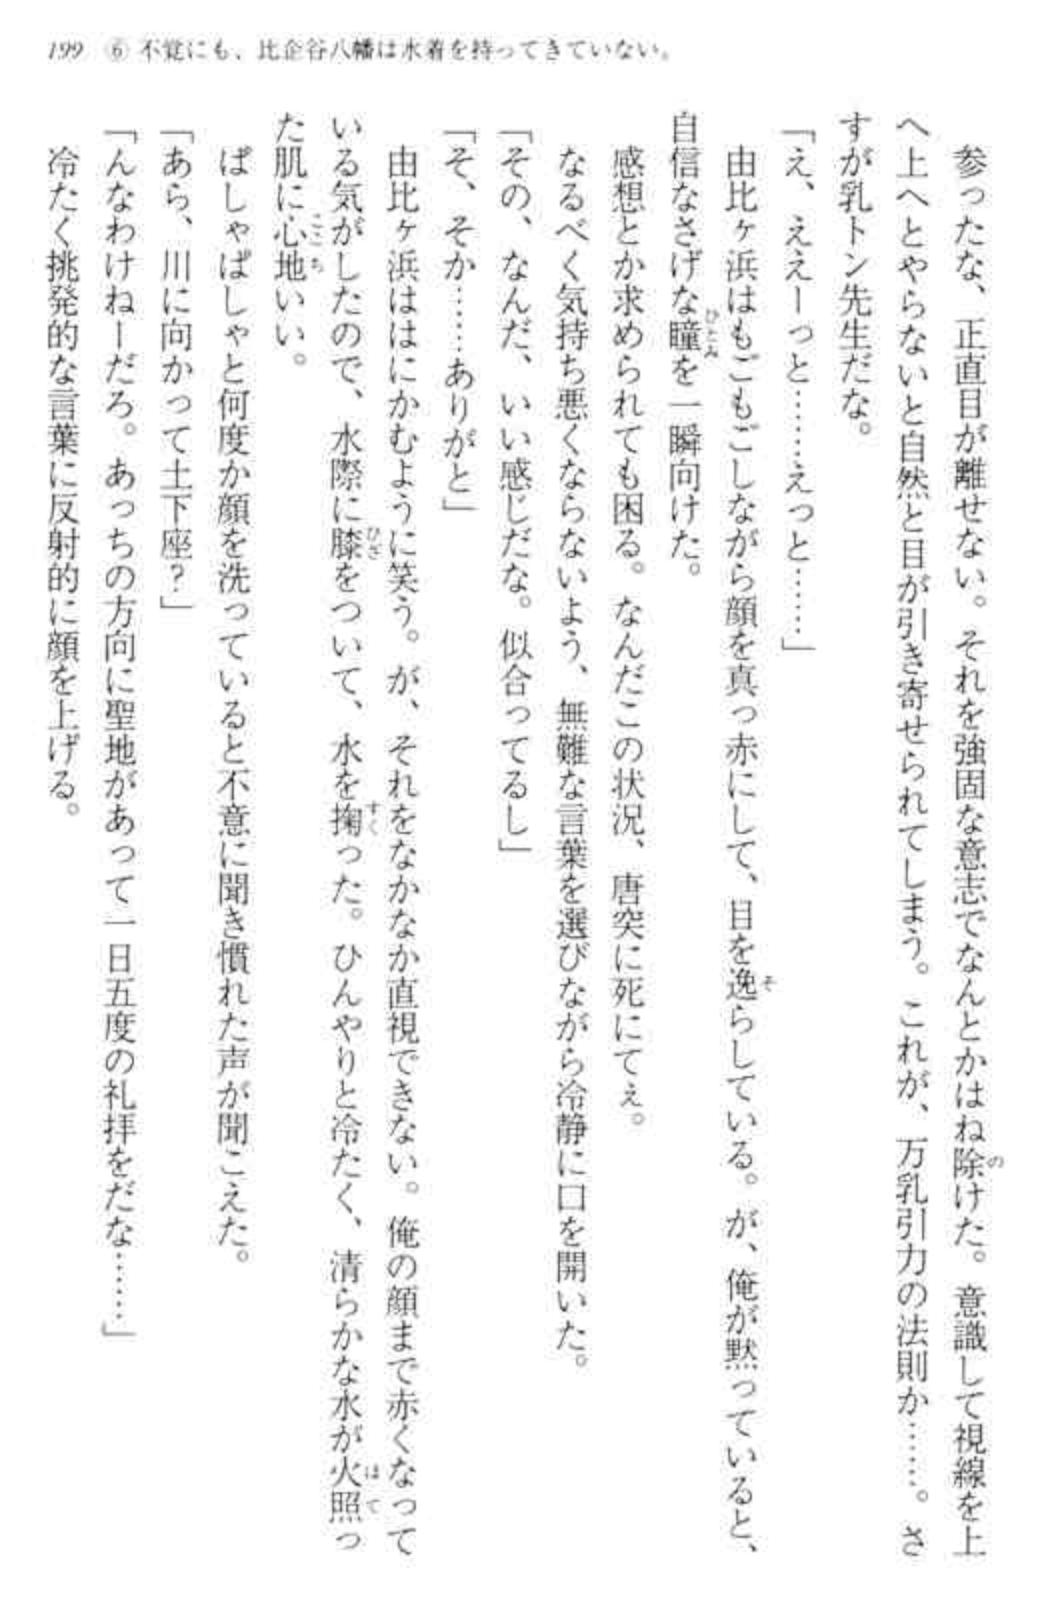 199　⑥ 不覚にも、比企谷八幡は水着を持ってきていない。
　参ったな、正直目が離せない。それを強固な意志でなんとかはね除けた。意識して視線を上
へ上へとやらないと自然と目が引き寄せられてしまう。これが、万乳引力の法則か……。さ
すが乳トン先生だな。
「え、ええーっと……えっと……」
　由比ヶ浜はもごもごしながら顔を真っ赤にして、目を逸らしている。が、俺が黙っていると、
自信なさげな瞳を一瞬向けた。
　感想とか求められても困る。なんだこの状況、唐突に死にてぇ。
　なるべく気持ち悪くならないよう、無難な言葉を選びながら冷静に口を開いた。
「その、なんだ、いい感じだな。似合ってるし」
「そ、そか……ありがと」
　由比ヶ浜ははにかむように笑う。が、それをなかなか直視できない。俺の顔まで赤くなって
いる気がしたので、水際に膝をついて、水を掬った。ひんやりと冷たく、清らかな水が火照っ
た肌に心地いい。
　ぱしゃぱしゃと何度か顔を洗っていると不意に聞き慣れた声が聞こえた。
「あら、川に向かって土下座？」
「んなわけねーだろ。あっちの方向に聖地があって一日五度の礼拝をだな……」
　冷たく挑発的な言葉に反射的に顔を上げる。